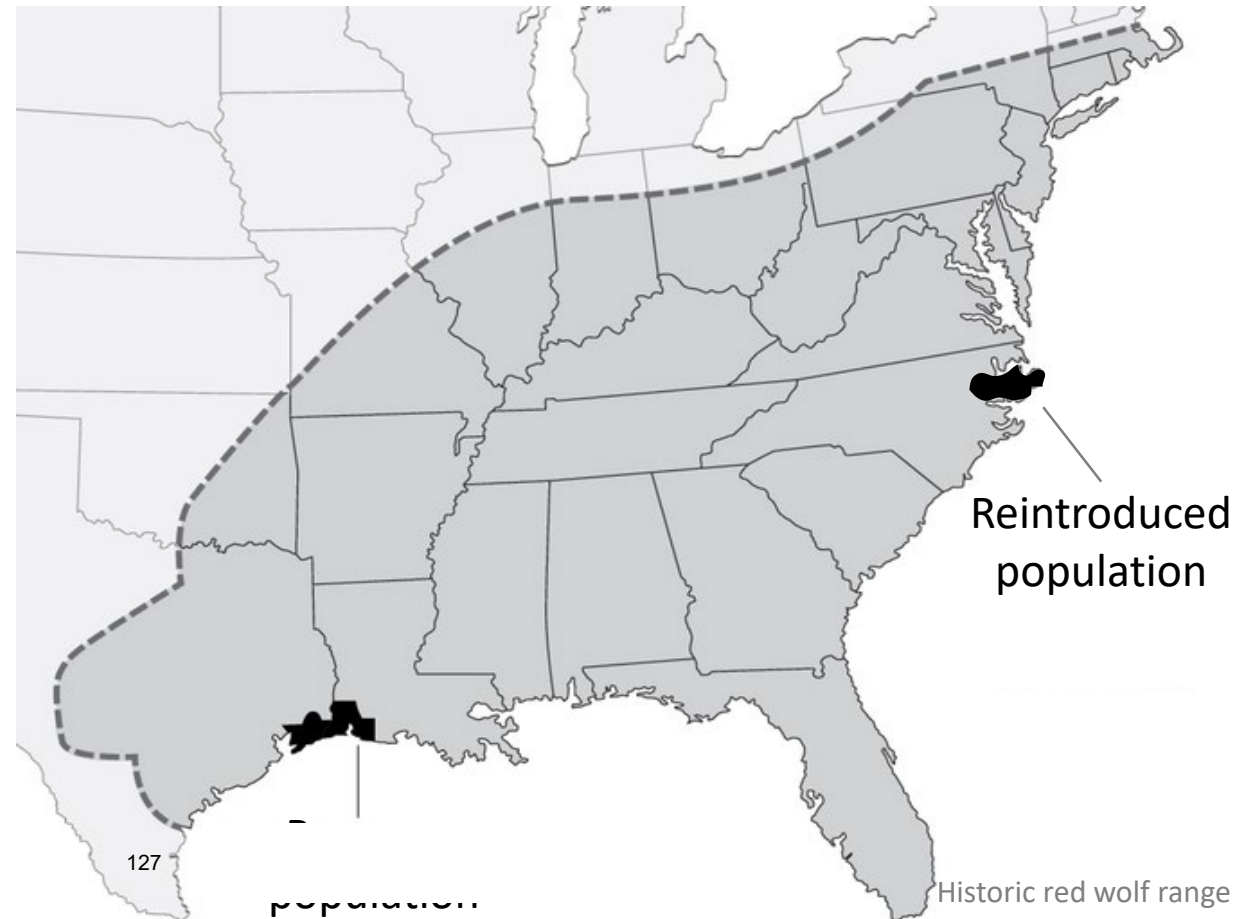 Reintroduced
population
127
population
Historic red wolf range